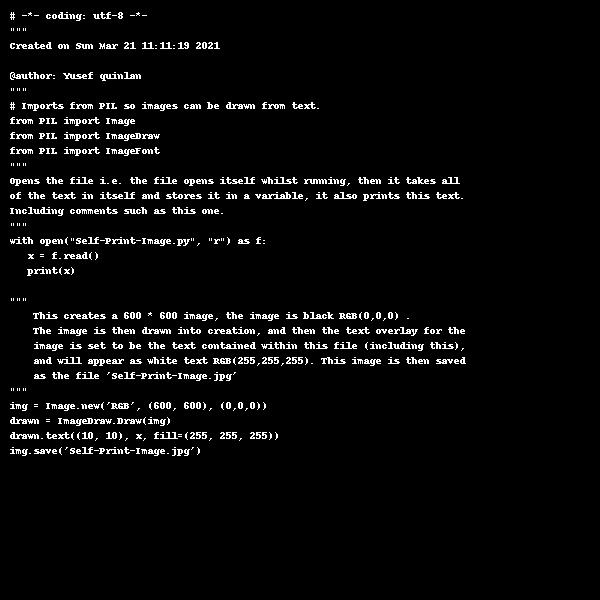 # -*- coding: utf-8 -*-
"""
Created on Sun Mar 21 11:11:19 2021

@author: Yusef quinlan
"""
# Imports from PIL so images can be drawn from text.
from PIL import Image
from PIL import ImageDraw
from PIL import ImageFont
"""
Opens the file i.e. the file opens itself whilst running, then it takes all
of the text in itself and stores it in a variable, it also prints this text.
Including comments such as this one.
"""
with open("Self-Print-Image.py", "r") as f:
   x = f.read()
   print(x)

"""
    This creates a 600 * 600 image, the image is black RGB(0,0,0) .
    The image is then drawn into creation, and then the text overlay for the
    image is set to be the text contained within this file (including this),
    and will appear as white text RGB(255,255,255). This image is then saved
    as the file 'Self-Print-Image.jpg'
"""
img = Image.new('RGB', (600, 600), (0,0,0))
drawn = ImageDraw.Draw(img)
drawn.text((10, 10), x, fill=(255, 255, 255))
img.save('Self-Print-Image.jpg')